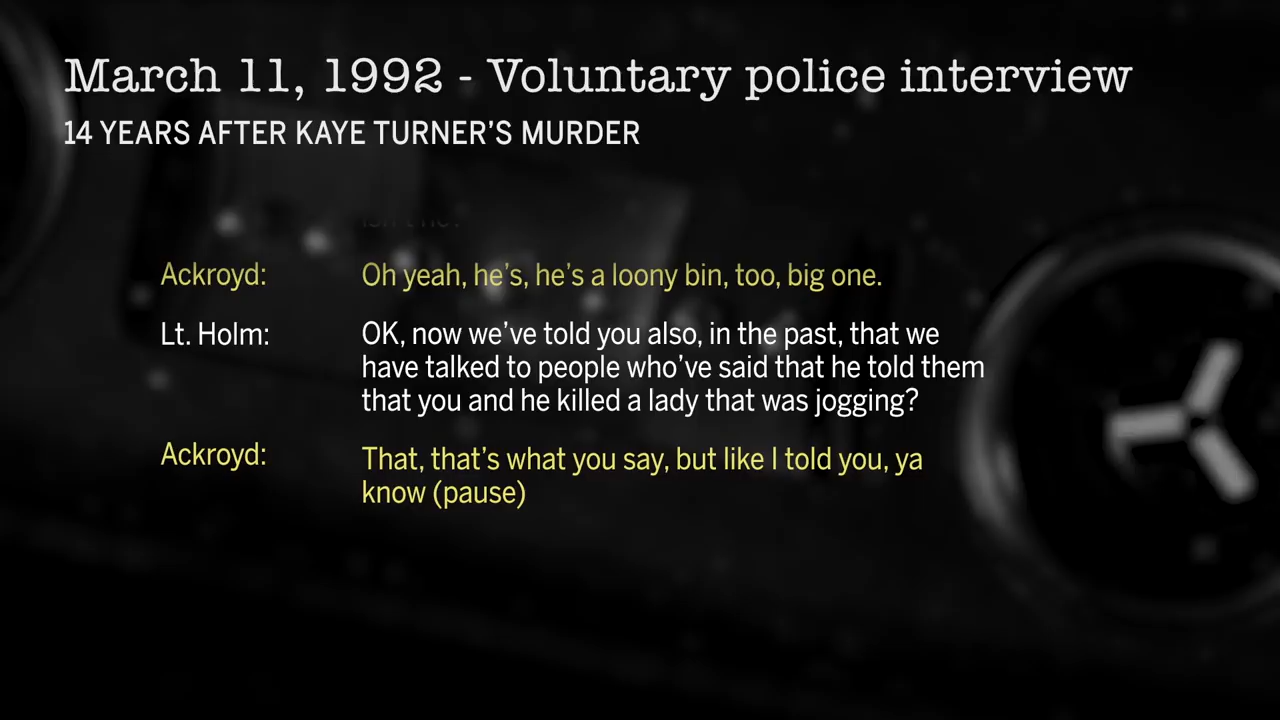 March 11, 1992 - Voluntary police interview
14 YEARS AFTER KAYE TURNER'S MURDER
isn't he?
Ackroyd: Oh yeah, he's, he's a loony bin, too, big one.
Lt. Holm: OK, now we've told you also, in the past, that we
have talked to people who've said that he told them
that you and he killed a lady that was jogging?
Ackroyd: That, that's what you say, but like I told you, ya
know (pause)